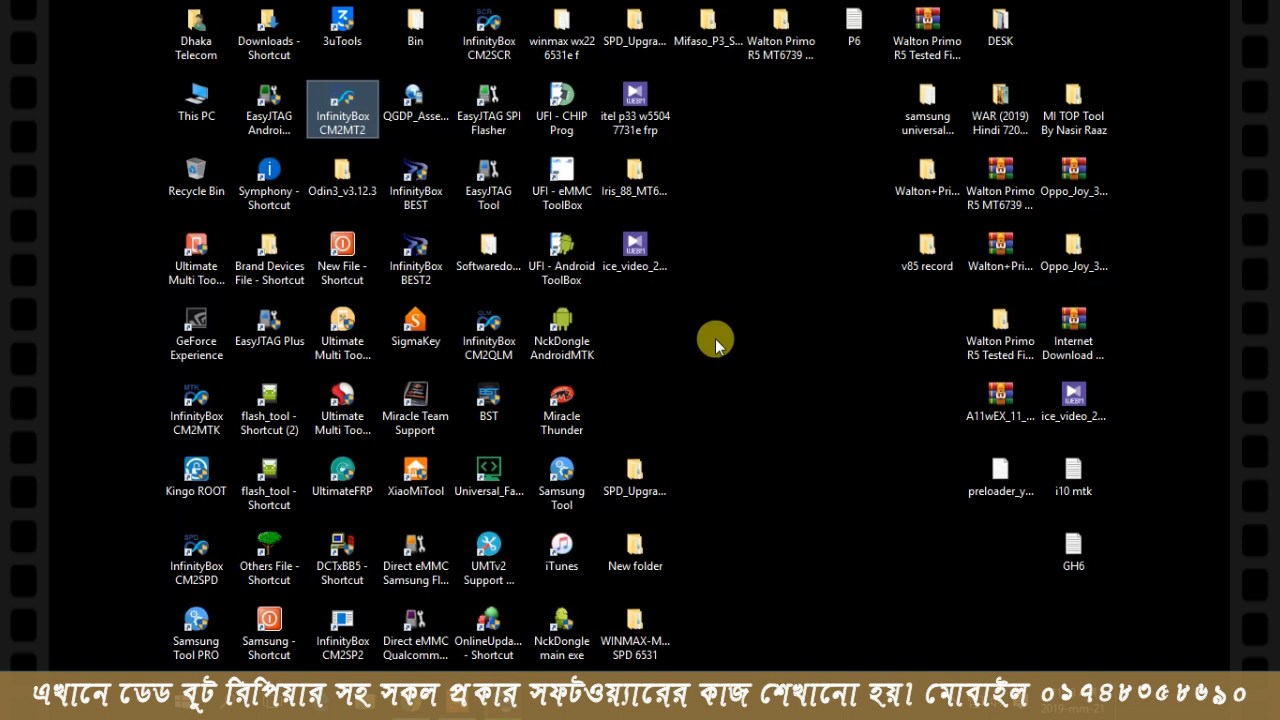 Dhaka Telecom
Downloads - Shortcut
3uTools
Bin
InfinityBox CM2SCR
winmax wx22 6531e f
SPD_Upgra...
Mifaso_P3_S...
Walton Primo R5 MT6739 ...
P6
Walton Primo R5 Tested Fi...
DESK
This PC
EasyJTAG Androi...
InfinityBox CM2MT2
QGDP_Asse...
EasyJTAG SPI Flasher
UFI - CHIP Prog
itel p33 w5504 7731e frp
samsung universal...
WAR (2019) Hindi 720...
MI TOP Tool By Nasir Raaz
Recycle Bin
Symphony - Shortcut
Odin3_v3.12.3
InfinityBox BEST
EasyJTAG Tool
UFI - eMMC ToolBox
Iris_88_MT6...
Walton+Pri...
Walton Primo R5 MT6739 ...
Oppo_Joy_3...
Ultimate Multi Too...
Brand Devices File - Shortcut
New File - Shortcut
InfinityBox BEST2
Softwaredo...
UFI - Android ToolBox
ice_video_2...
v85 record
Walton+Pri...
Oppo_Joy_3...
GeForce Experience
EasyJTAG Plus
Ultimate Multi Too...
SigmaKey
InfinityBox CM2QLM
NckDongle AndroidMTK
Walton Primo R5 Tested Fi...
Internet Download ...
InfinityBox CM2MTK
flash_tool - Shortcut (2)
Ultimate Multi Too...
Miracle Team Support
BST
Miracle Thunder
A11wEX_11_...
ice_video_2...
Kingo ROOT
flash_tool - Shortcut
UltimateFRP
XiaoMiTool
Universal_Fa...
Samsung Tool
SPD_Upgra...
preloader_y...
i10 mtk
InfinityBox CM2SPD
Others File - Shortcut
DCTxBB5 - Shortcut
Direct eMMC Samsung Fl...
UMTv2 Support ...
iTunes
New folder
GH6
Samsung Tool PRO
Samsung - Shortcut
InfinityBox CM2SP2
Direct eMMC Qualcomm...
OnlineUpda... - Shortcut
NckDongle main exe
WINMAX-M... SPD 6531
এখানে ডেড বুট রিপিয়ার সহ সকল প্রকার সফটওয়্যারের কাজ শেখানো হয়। মোবাইল ০১৭৪৮৩৫৮৬৯০